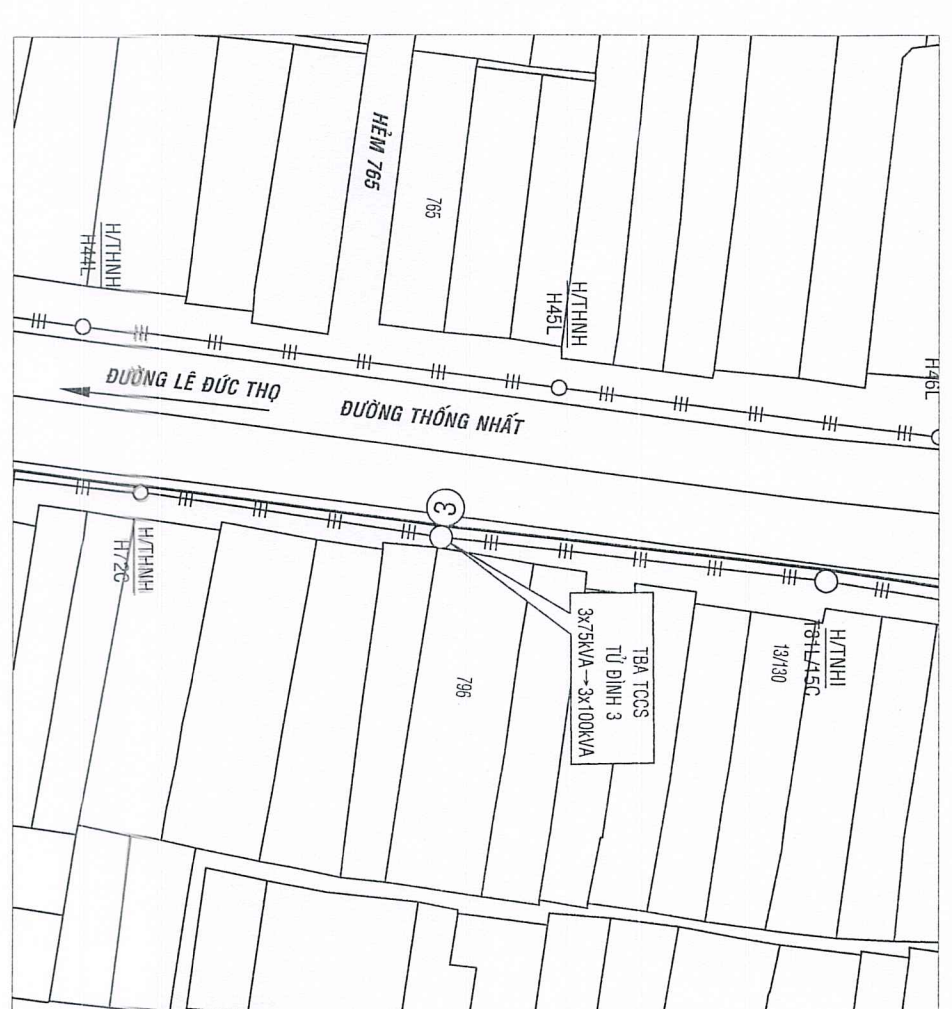 HẺM 765
765
H/THNH
H44L
H/THNH
H45L
H46L
ĐƯỜNG LÊ ĐỨC THỌ
ĐƯỜNG THỐNG NHẤT
3
H/THNH
H72C
TBA TCCS
TỬ ĐÌNH 3
3x75kVA→3x100kVA
796
H/TNHI
T81L/15C
13/130